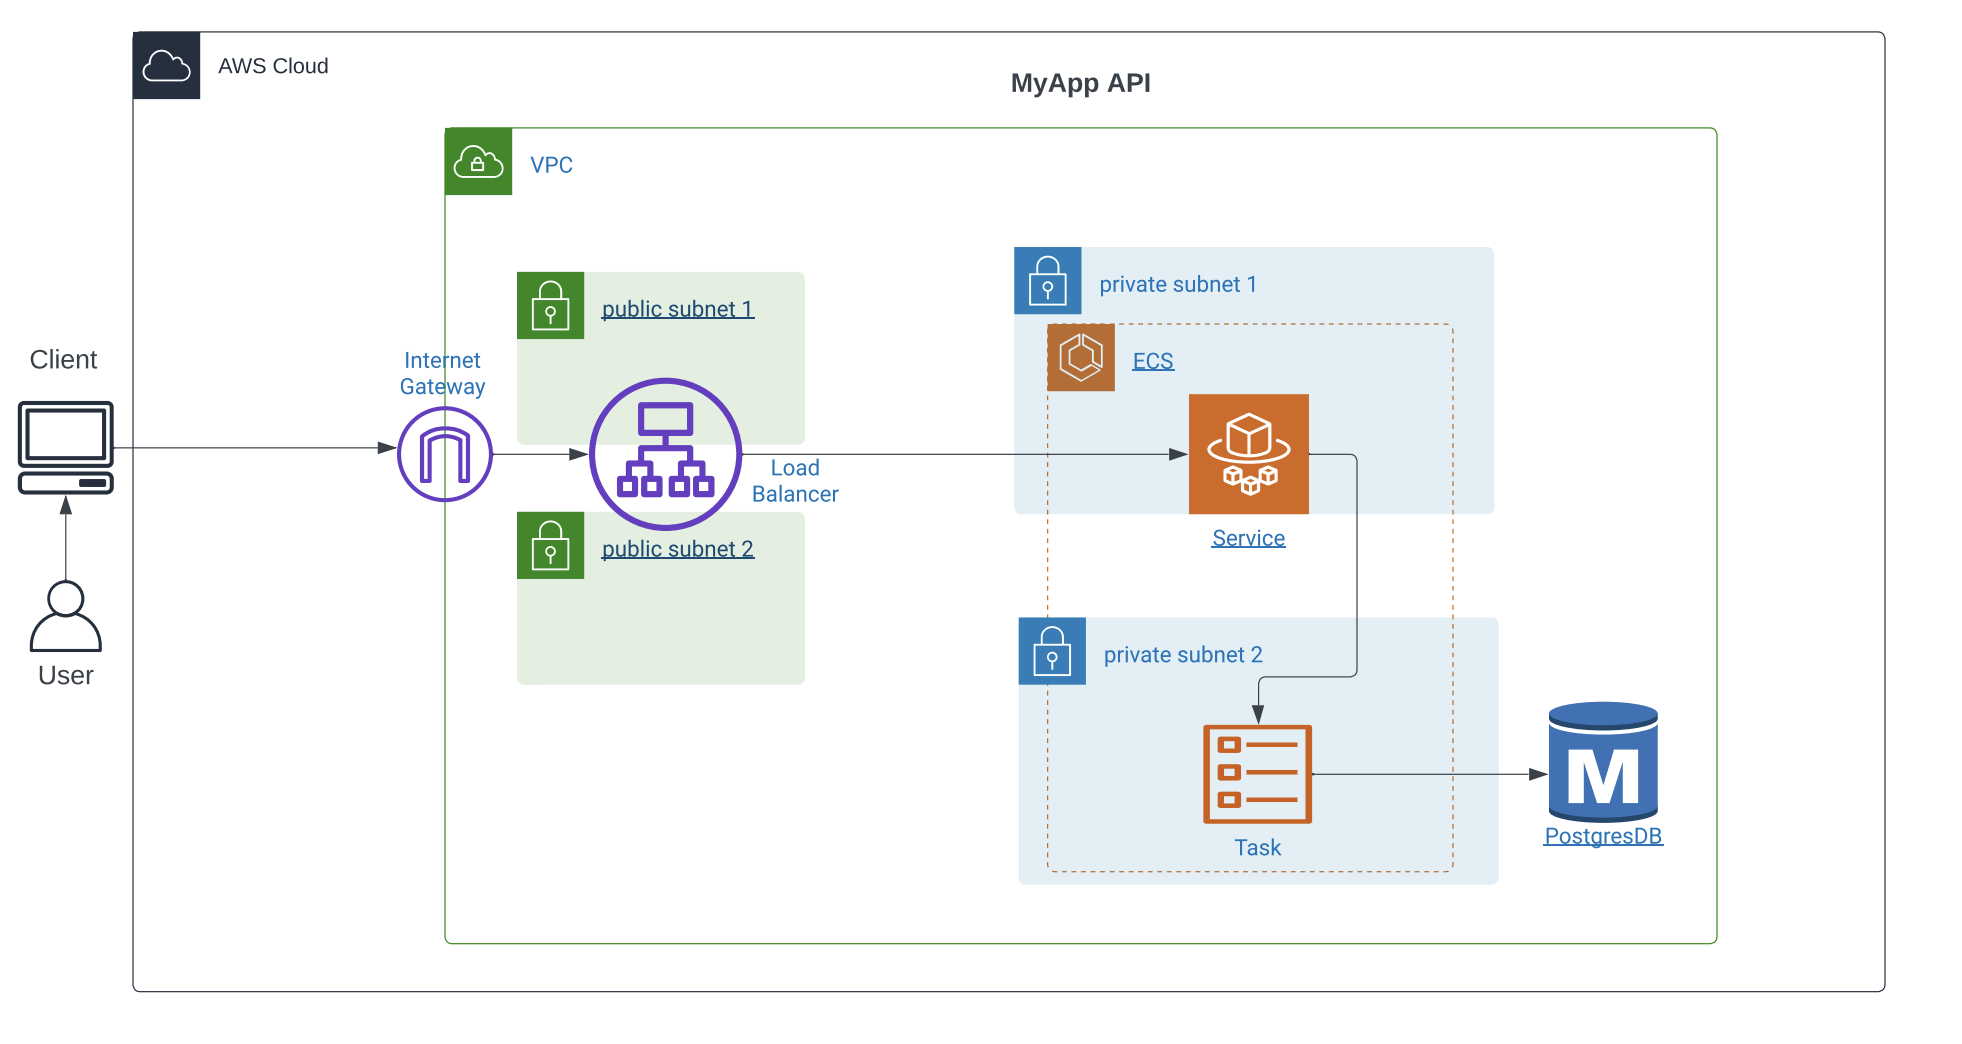 AWS Cloud
MyApp API
VPC
public subnet 1
private subnet 1
Client
Internet
Gateway
ECS
Load
Balancer
Service
public subnet 2
private subnet 2
User
M
PostgresDB
Task